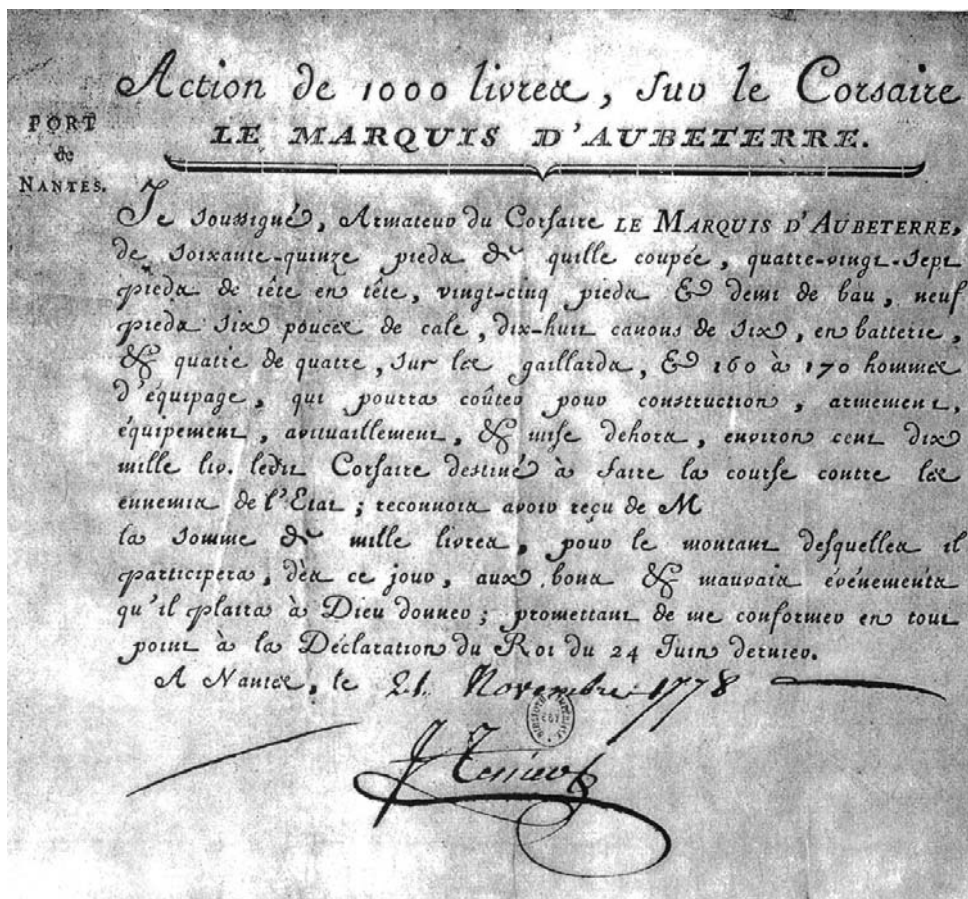 Action de 1000 livres, sur le Corsaire
LE MARQUIS D'AUBETERRE.
PORT
de
NANTES.
Je soussigné, Armateur du Corsaire LE MARQUIS D'AUBETERRE,
de soixante-quinze pieds de quille coupée, quatre-vingt-sept
pieds de tête en tête, vingt-cinq pieds & demi de bau, neuf
pieds six pouces de cale, dix-huit canons de six, en batterie,
& quatre de quatre, sur les gaillards, & 160 à 170 hommes
d'équipage, qui pourra coûter pour construction, armement,
équipement, avituaillement, & mise dehors, environ cent dix
mille liv. ledit Corsaire destiné à faire la course contre les
ennemis de l'Etat ; reconnois avoir reçu de M
la somme de mille livres, pour le montant desquelles il
participera, dès ce jour, aux bons & mauvais événements
qu'il plaira à Dieu donner ; promettant de me conformer en tout
point à la Déclaration du Roi du 24 Juin dernier.
A Nantes, le 21. Novembre 1778